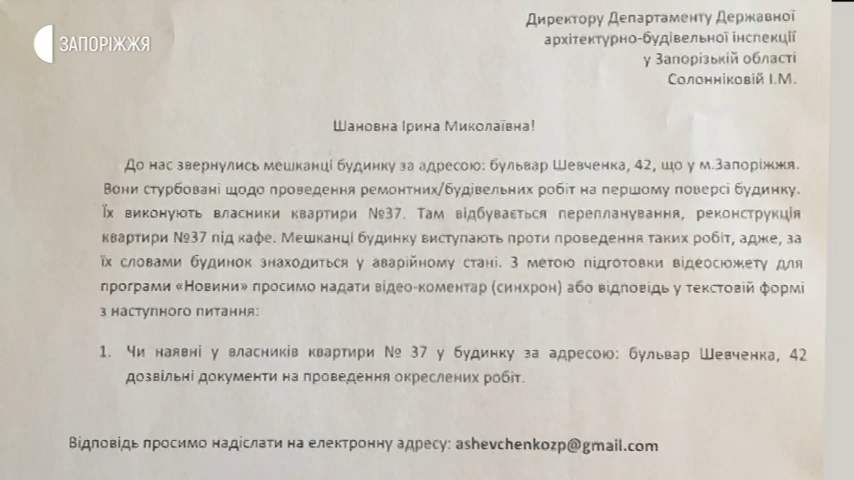 ЗАПОРІЖЖЯ
Директору Департаменту Державної
архітектурно-будівельної інспекції
у Запорізькій області
Солонніковій І.М.
Шановна Ірина Миколаївна!
До нас звернулись мешканці будинку за адресою: бульвар Шевченка, 42, що у м.Запоріжжя.
Вони стурбовані щодо проведення ремонтних/будівельних робіт на першому поверсі будинку.
Їх виконують власники квартири №37. Там відбувається перепланування, реконструкція
квартири №37 під кафе. Мешканці будинку виступають проти проведення таких робіт, адже, за
їх словами будинок знаходиться у аварійному стані. З метою підготовки відеосюжету для
програми «Новини» просимо надати відео-коментар (синхрон) або відповідь у текстовій формі
з наступного питання:
1. Чи наявні у власників квартири № 37 у будинку за адресою: бульвар Шевченка, 42
дозвільні документи на проведення окреслених робіт.
Відповідь просимо надіслати на електронну адресу: ashevchenkozp@gmail.com